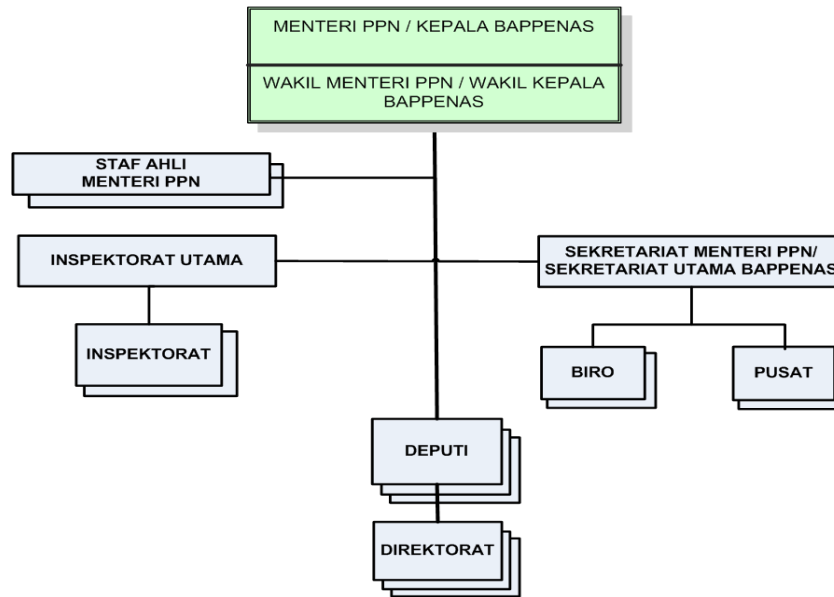 MENTERI PPN / KEPALA BAPPENAS
WAKIL MENTERI PPN / WAKIL KEPALA
BAPPENAS
STAF AHLI
MENTERI PPN
INSPEKTORAT UTAMA
SEKRETARIAT MENTERI PPN/
SEKRETARIAT UTAMA BAPPENAS
INSPEKTORAT
BIRO
PUSAT
DEPUTI
DIREKTORAT